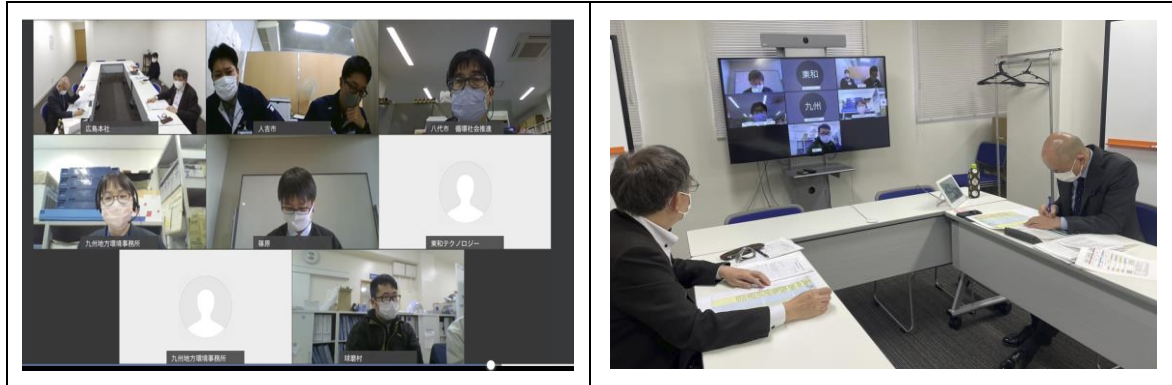 広島本社
人吉市
八代市 循環社会推進
九州地方環境事務所
篠原
東和テクノロジー
九州地方環境事務所
球磨村
東和
九州